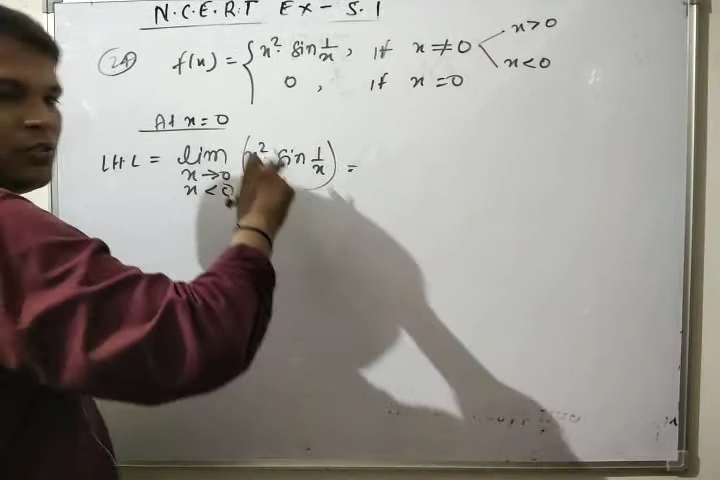 N.C.E.R.T EX - 5.1
24 f(x) = { x² sin 1/x, if x ≠ 0 < x>0
x<0
0, if x = 0
At x = 0
LHL = lim (x² sin 1/x) =
x→0
x<0